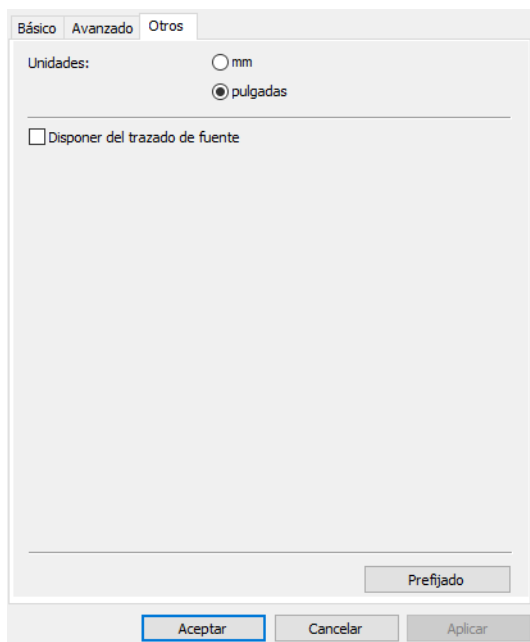 Básico Avanzado Otros
Unidades: mm
pulgadas
Disponer del trazado de fuente
Prefijado
Aceptar Cancelar Aplicar